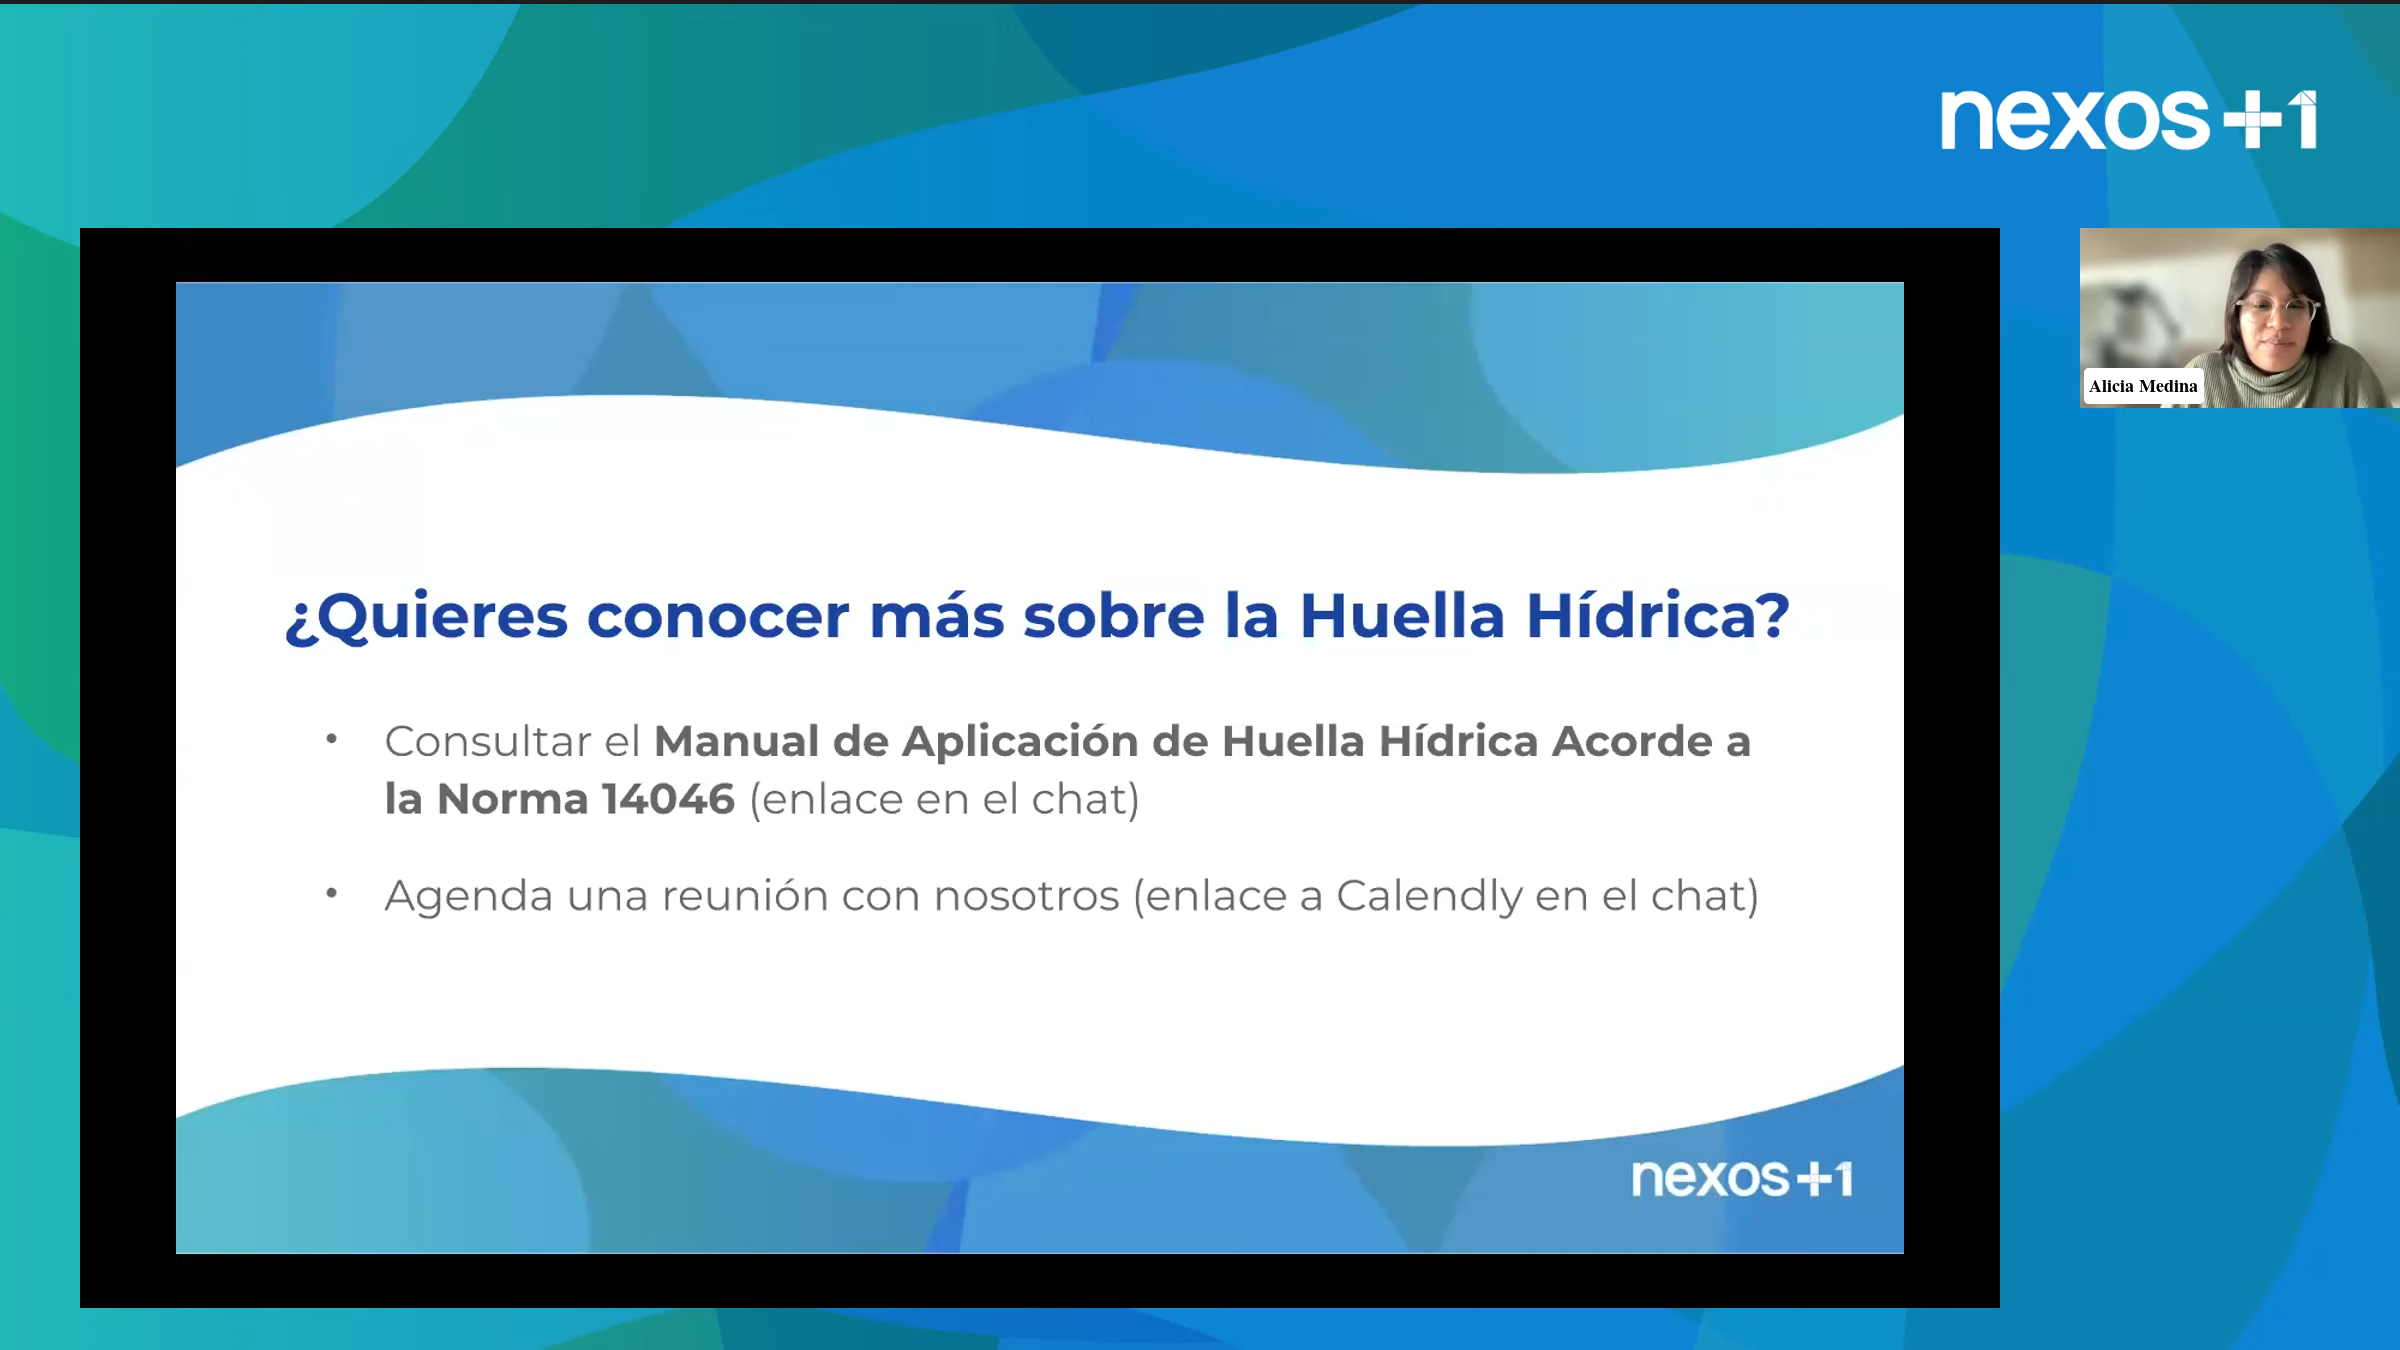 nexos+1
Alicia Medina
¿Quieres conocer más sobre la Huella Hídrica?
• Consultar el Manual de Aplicación de Huella Hídrica Acorde a
la Norma 14046 (enlace en el chat)
• Agenda una reunión con nosotros (enlace a Calendly en el chat)
nexos+1